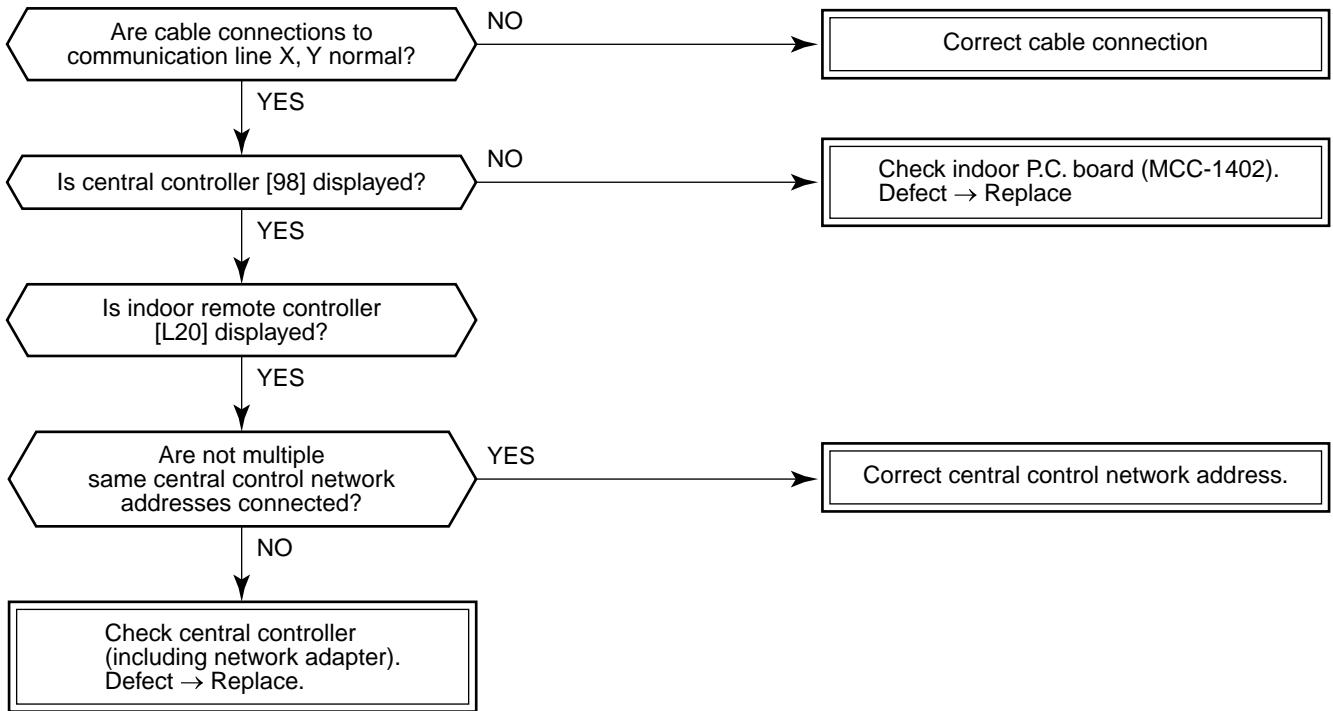 Are cable connections to
communication line X, Y normal?
NO
Correct cable connection
YES
Is central controller [98] displayed?
NO
Check indoor P.C. board (MCC-1402).
Defect → Replace
YES
Is indoor remote controller
[L20] displayed?
YES
Are not multiple
same central control network
addresses connected?
YES
Correct central control network address.
NO
Check central controller
(including network adapter).
Defect → Replace.